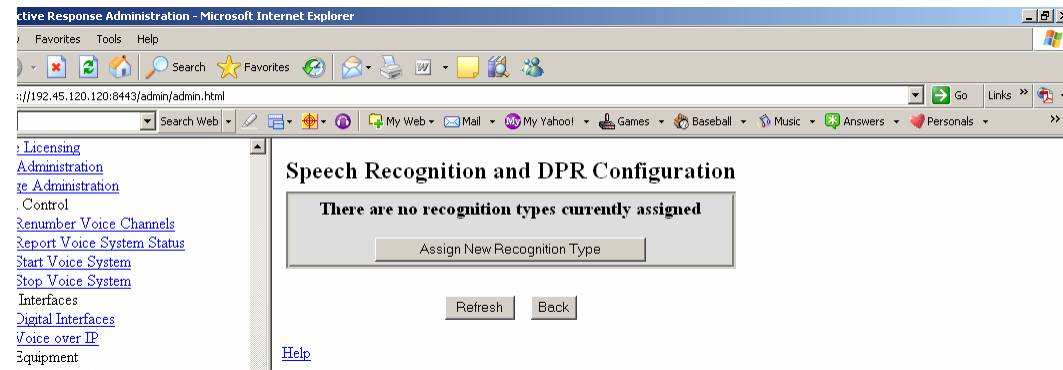 ctive Response Administration - Microsoft Internet Explorer
Favorites Tools Help
Search Favorites
://192.45.120.120:8443/admin/admin.html Go Links »
Search Web My Web Mail My Yahoo! Games Baseball Music Answers Personals »
Licensing
Administration
ge Administration
Control
Renumber Voice Channels
Report Voice System Status
Start Voice System
Stop Voice System
Interfaces
Digital Interfaces
Voice over IP
Equipment
Speech Recognition and DPR Configuration
There are no recognition types currently assigned
Assign New Recognition Type
Refresh Back
Help